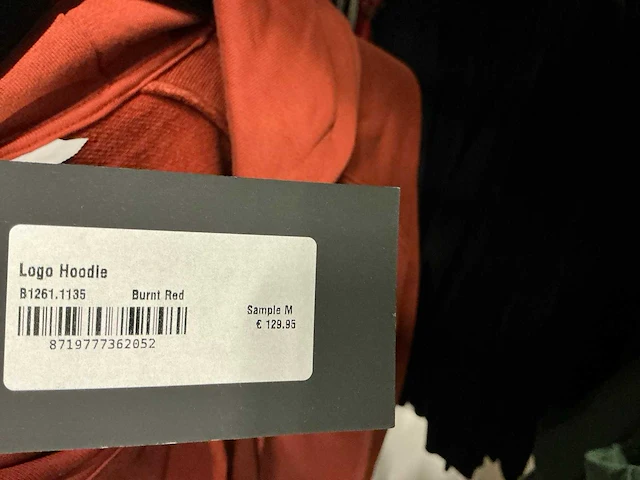 Logo Hoodie
B1261.1135 Burnt Red
Sample M
€ 129.95
8719777362052